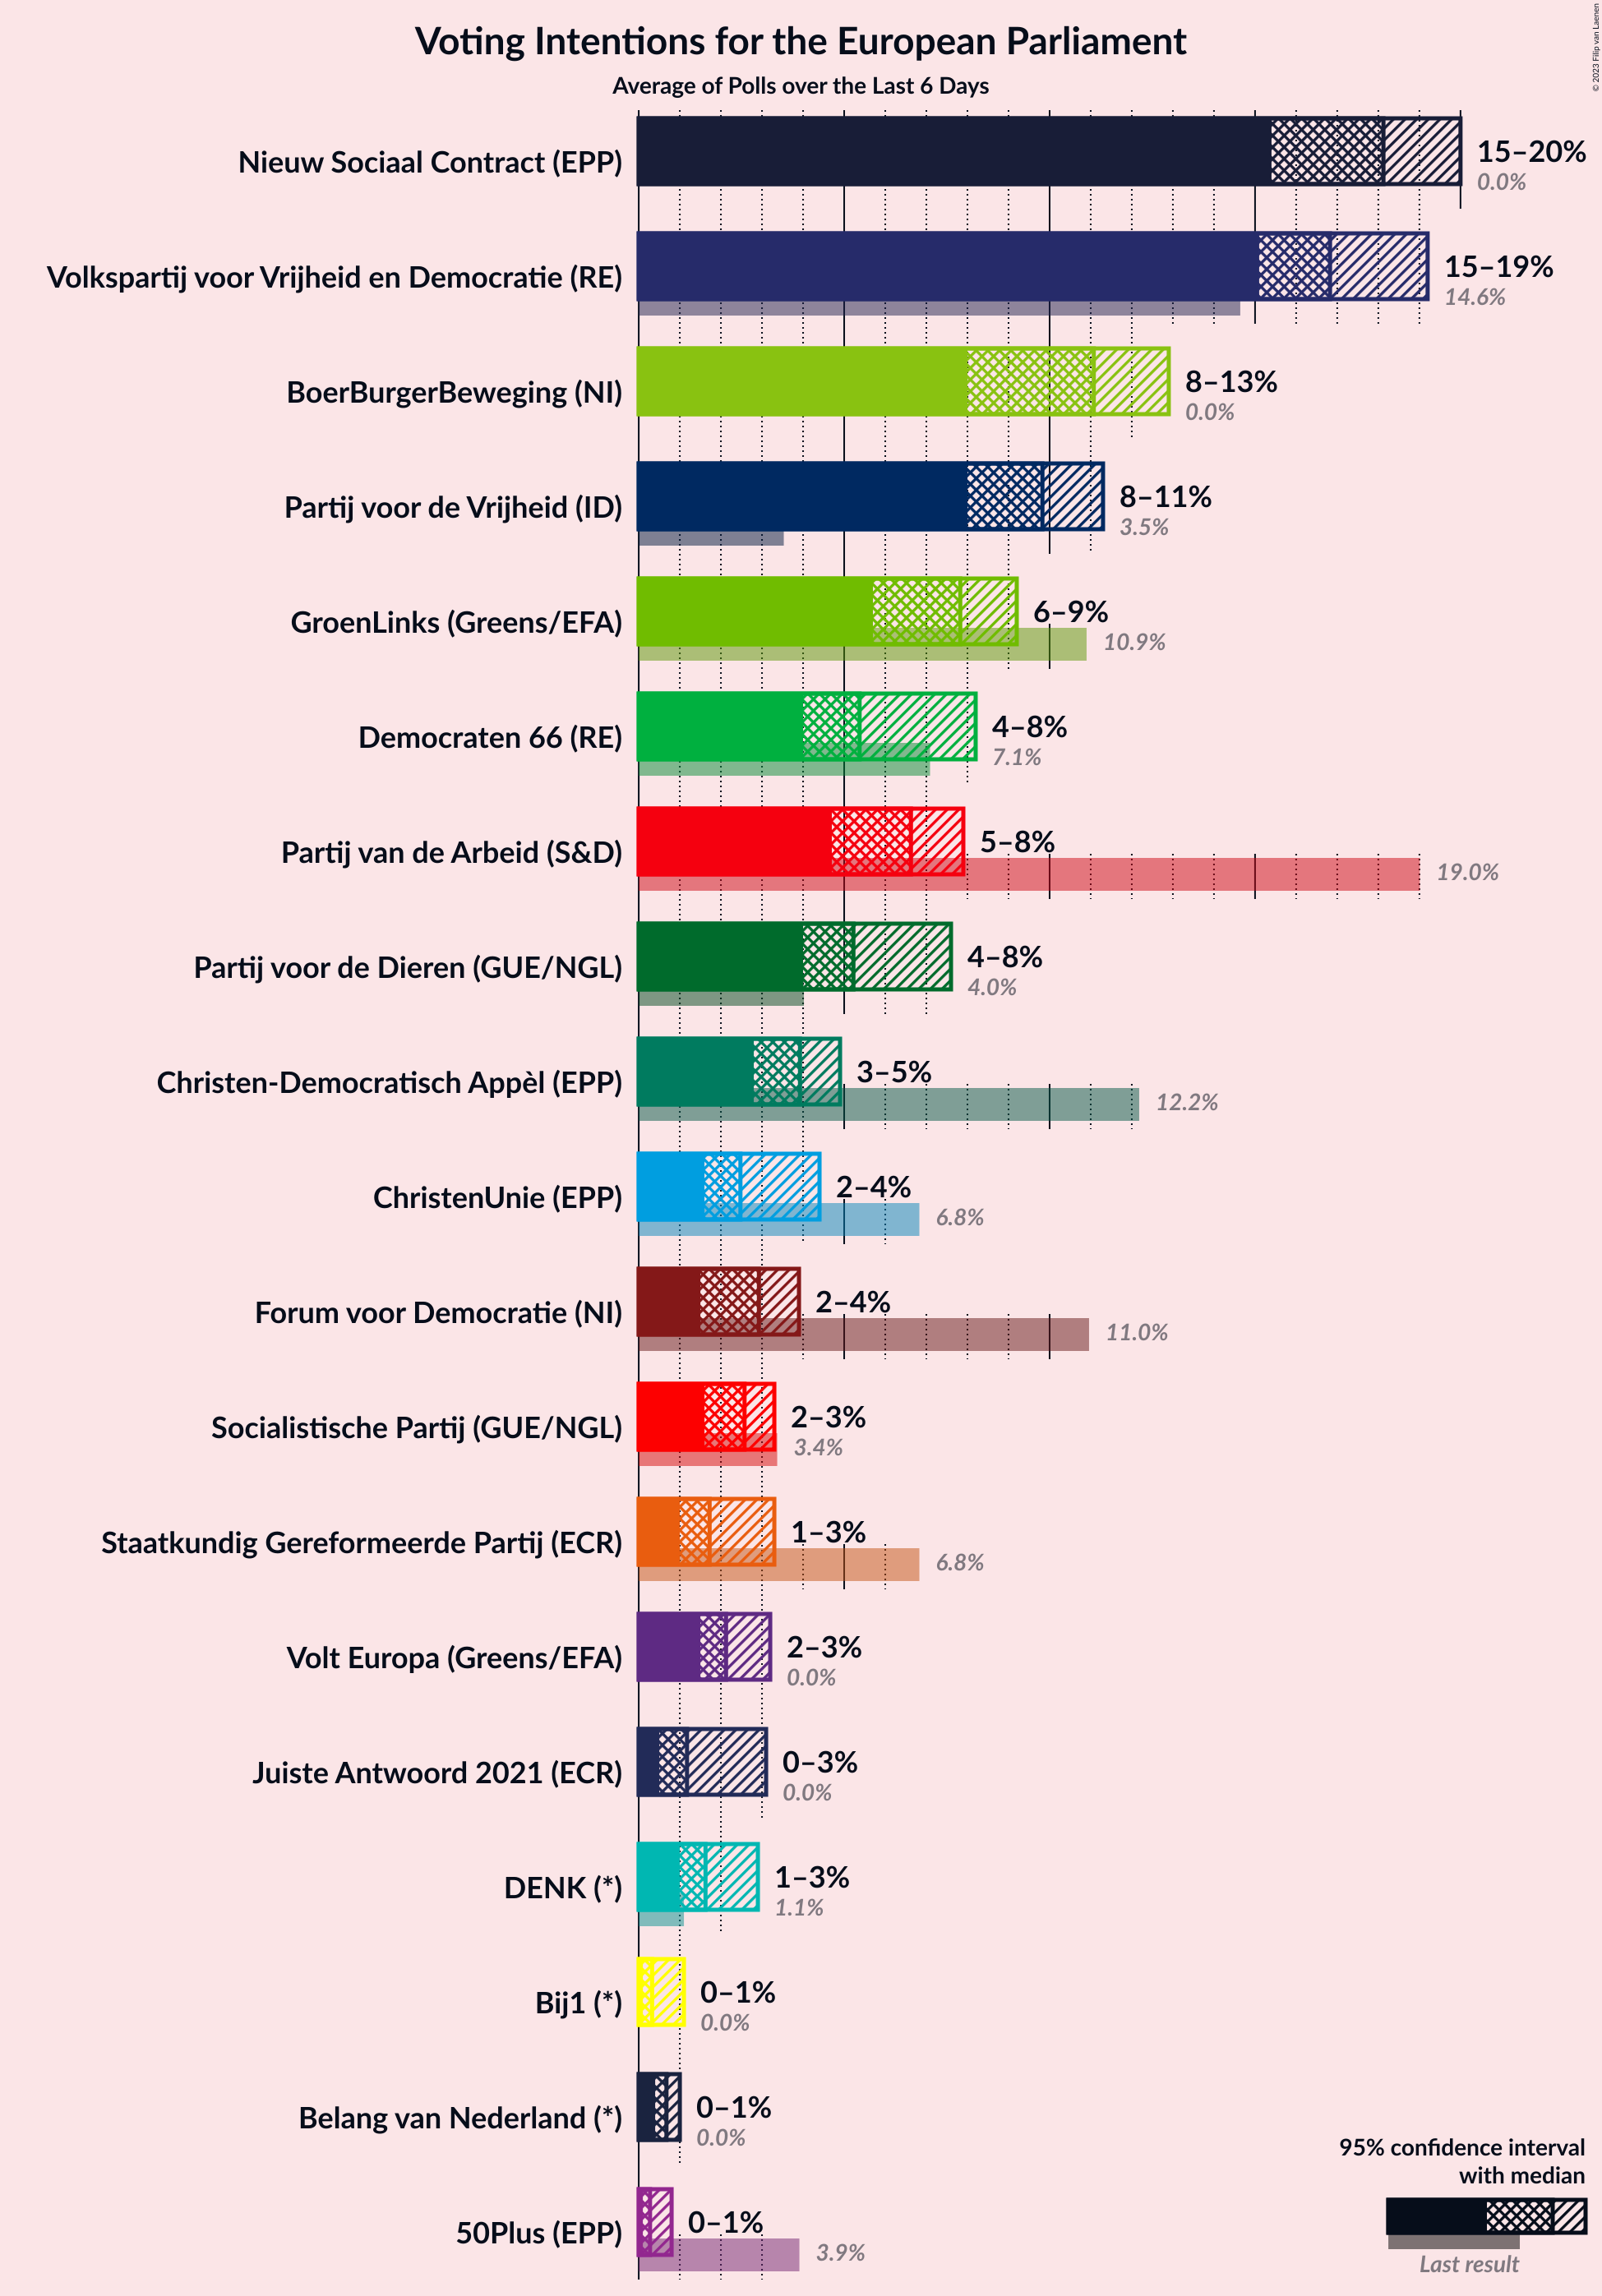 Voting Intentions for the European Parliament
Average of Polls over the Last 6 Days
© 2023 Filip van Laenen
Nieuw Sociaal Contract (EPP)
15–20%
0.0%
Volkspartij voor Vrijheid en Democratie (RE)
15–19%
14.6%
BoerBurgerBeweging (NI)
8–13%
0.0%
Partij voor de Vrijheid (ID)
8–11%
3.5%
GroenLinks (Greens/EFA)
6–9%
10.9%
Democraten 66 (RE)
4–8%
7.1%
Partij van de Arbeid (S&D)
5–8%
19.0%
Partij voor de Dieren (GUE/NGL)
4–8%
4.0%
Christen-Democratisch Appèl (EPP)
3–5%
12.2%
ChristenUnie (EPP)
2–4%
6.8%
Forum voor Democratie (NI)
2–4%
11.0%
Socialistische Partij (GUE/NGL)
2–3%
3.4%
Staatkundig Gereformeerde Partij (ECR)
1–3%
6.8%
Volt Europa (Greens/EFA)
2–3%
0.0%
Juiste Antwoord 2021 (ECR)
0–3%
0.0%
DENK (*)
1–3%
1.1%
Bij1 (*)
0–1%
0.0%
Belang van Nederland (*)
0–1%
0.0%
50Plus (EPP)
0–1%
3.9%
95% confidence interval
with median
Last result